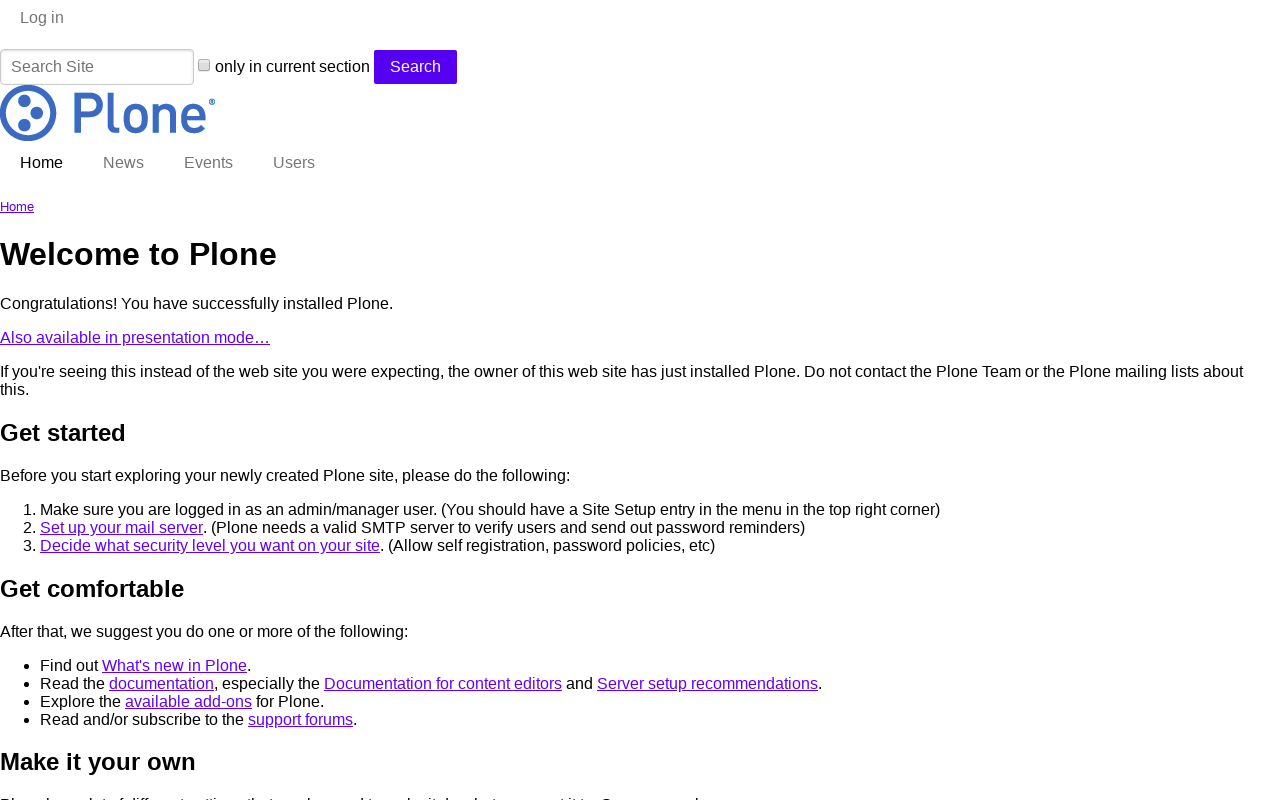 Log in
Search Site only in current section Search
Plone®
Home News Events Users
Home
Welcome to Plone
Congratulations! You have successfully installed Plone.
Also available in presentation mode…
If you're seeing this instead of the web site you were expecting, the owner of this web site has just installed Plone. Do not contact the Plone Team or the Plone mailing lists about
this.
Get started
Before you start exploring your newly created Plone site, please do the following:
1. Make sure you are logged in as an admin/manager user. (You should have a Site Setup entry in the menu in the top right corner)
2. Set up your mail server. (Plone needs a valid SMTP server to verify users and send out password reminders)
3. Decide what security level you want on your site. (Allow self registration, password policies, etc)
Get comfortable
After that, we suggest you do one or more of the following:
• Find out What's new in Plone.
• Read the documentation, especially the Documentation for content editors and Server setup recommendations.
• Explore the available add-ons for Plone.
• Read and/or subscribe to the support forums.
Make it your own